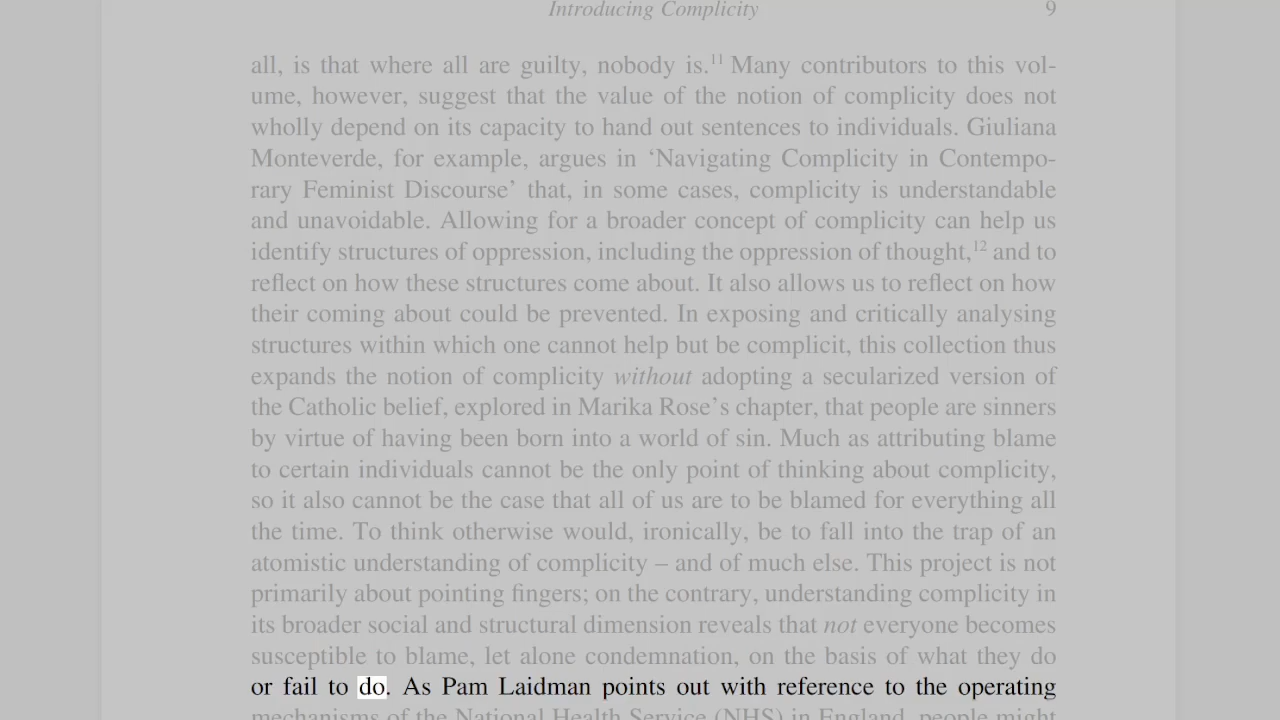 Introducing Complicity 9
all, is that where all are guilty, nobody is.11 Many contributors to this vol-
ume, however, suggest that the value of the notion of complicity does not
wholly depend on its capacity to hand out sentences to individuals. Giuliana
Monteverde, for example, argues in ‘Navigating Complicity in Contempo-
rary Feminist Discourse’ that, in some cases, complicity is understandable
and unavoidable. Allowing for a broader concept of complicity can help us
identify structures of oppression, including the oppression of thought,12 and to
reflect on how these structures come about. It also allows us to reflect on how
their coming about could be prevented. In exposing and critically analysing
structures within which one cannot help but be complicit, this collection thus
expands the notion of complicity without adopting a secularized version of
the Catholic belief, explored in Marika Rose’s chapter, that people are sinners
by virtue of having been born into a world of sin. Much as attributing blame
to certain individuals cannot be the only point of thinking about complicity,
so it also cannot be the case that all of us are to be blamed for everything all
the time. To think otherwise would, ironically, be to fall into the trap of an
atomistic understanding of complicity – and of much else. This project is not
primarily about pointing fingers; on the contrary, understanding complicity in
its broader social and structural dimension reveals that not everyone becomes
susceptible to blame, let alone condemnation, on the basis of what they do
or fail to do. As Pam Laidman points out with reference to the operating
mechanisms of the National Health Service (NHS) in England, people might